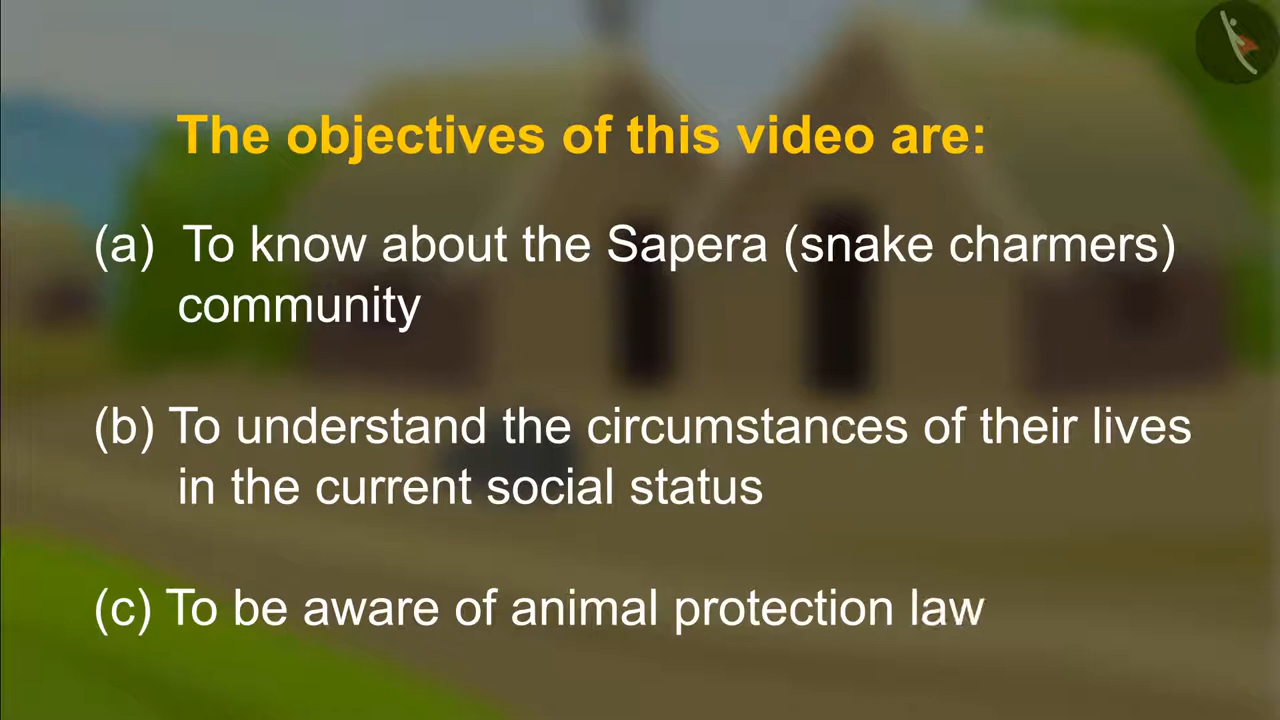 The objectives of this video are:
(a) To know about the Sapera (snake charmers)
community
(b) To understand the circumstances of their lives
in the current social status
(c) To be aware of animal protection law